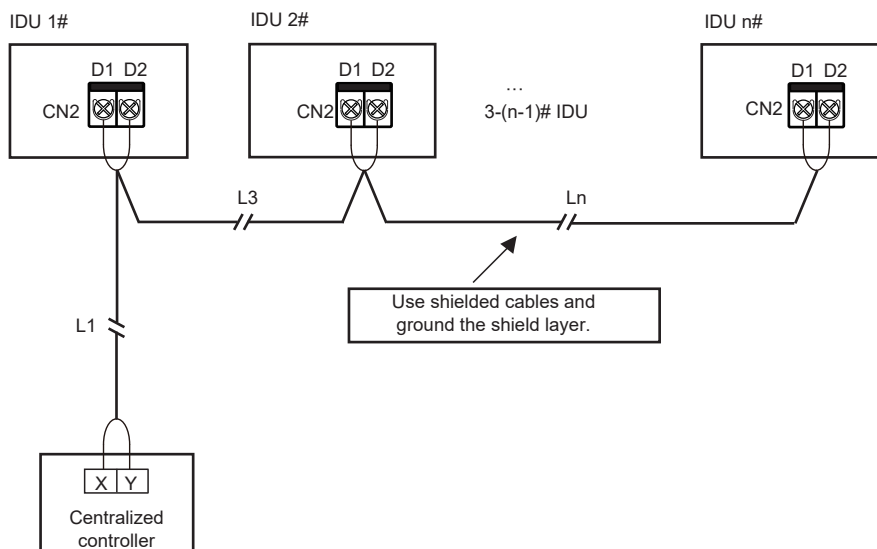 IDU 1#
IDU 2#
IDU n#
D1 D2
D1 D2
D1 D2
CN2
CN2
CN2
...
3-(n-1)# IDU
L3
Ln
Use shielded cables and
ground the shield layer.
L1
X Y
Centralized
controller